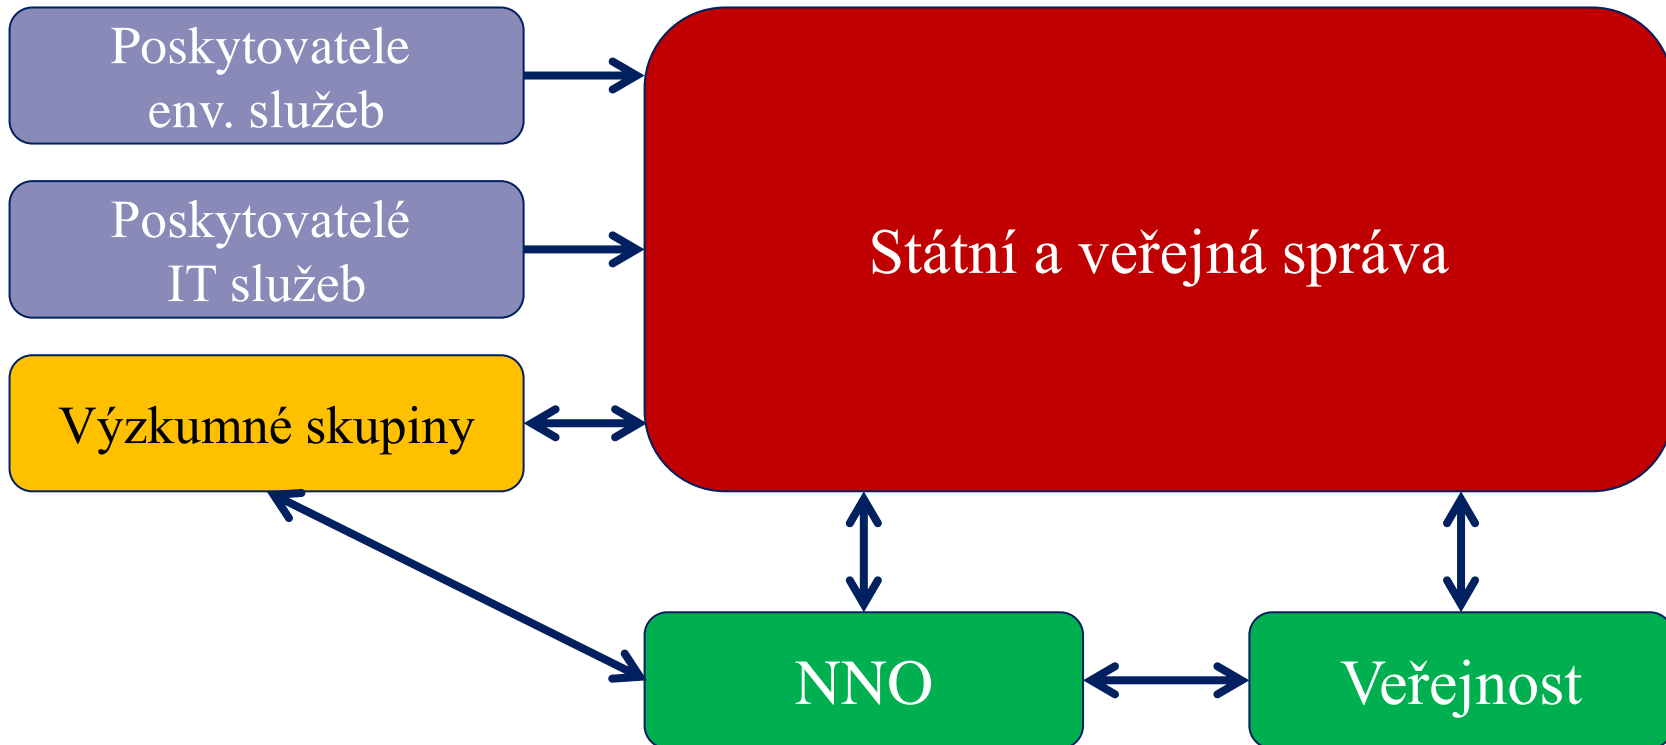 Poskytovatele
env. služeb
Poskytovatelé
IT služeb
Státní a veřejná správa
Výzkumné skupiny
NNO
Veřejnost